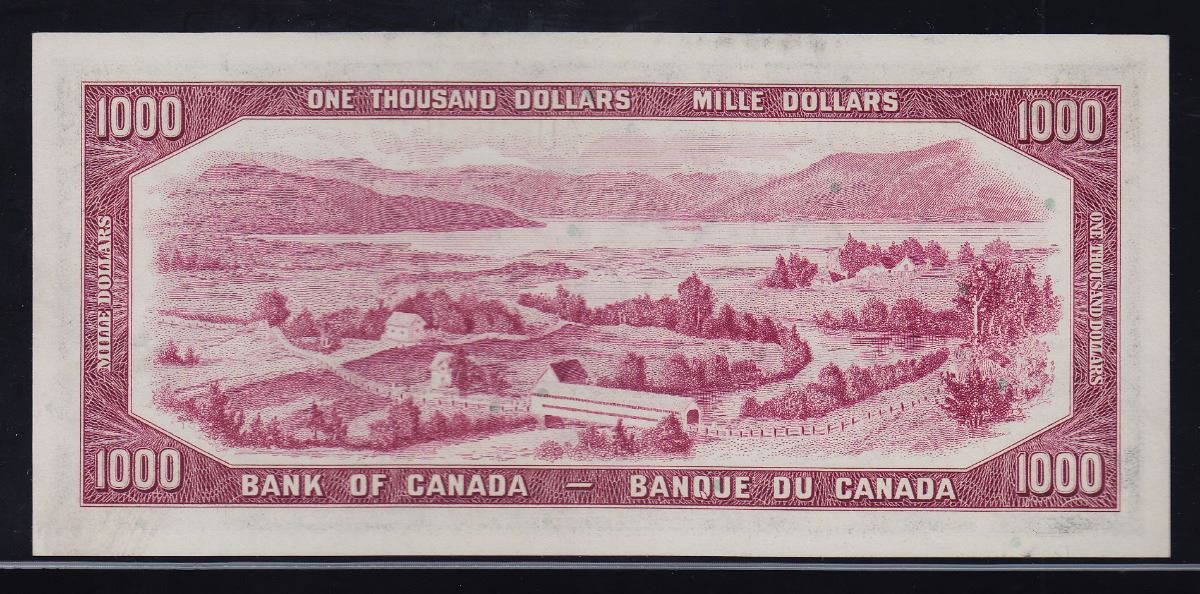 1000 ONE THOUSAND DOLLARS MILLE DOLLARS 1000
MILLE DOLLARS
ONE THOUSAND DOLLARS
1000 BANK OF CANADA — BANQUE DU CANADA 1000